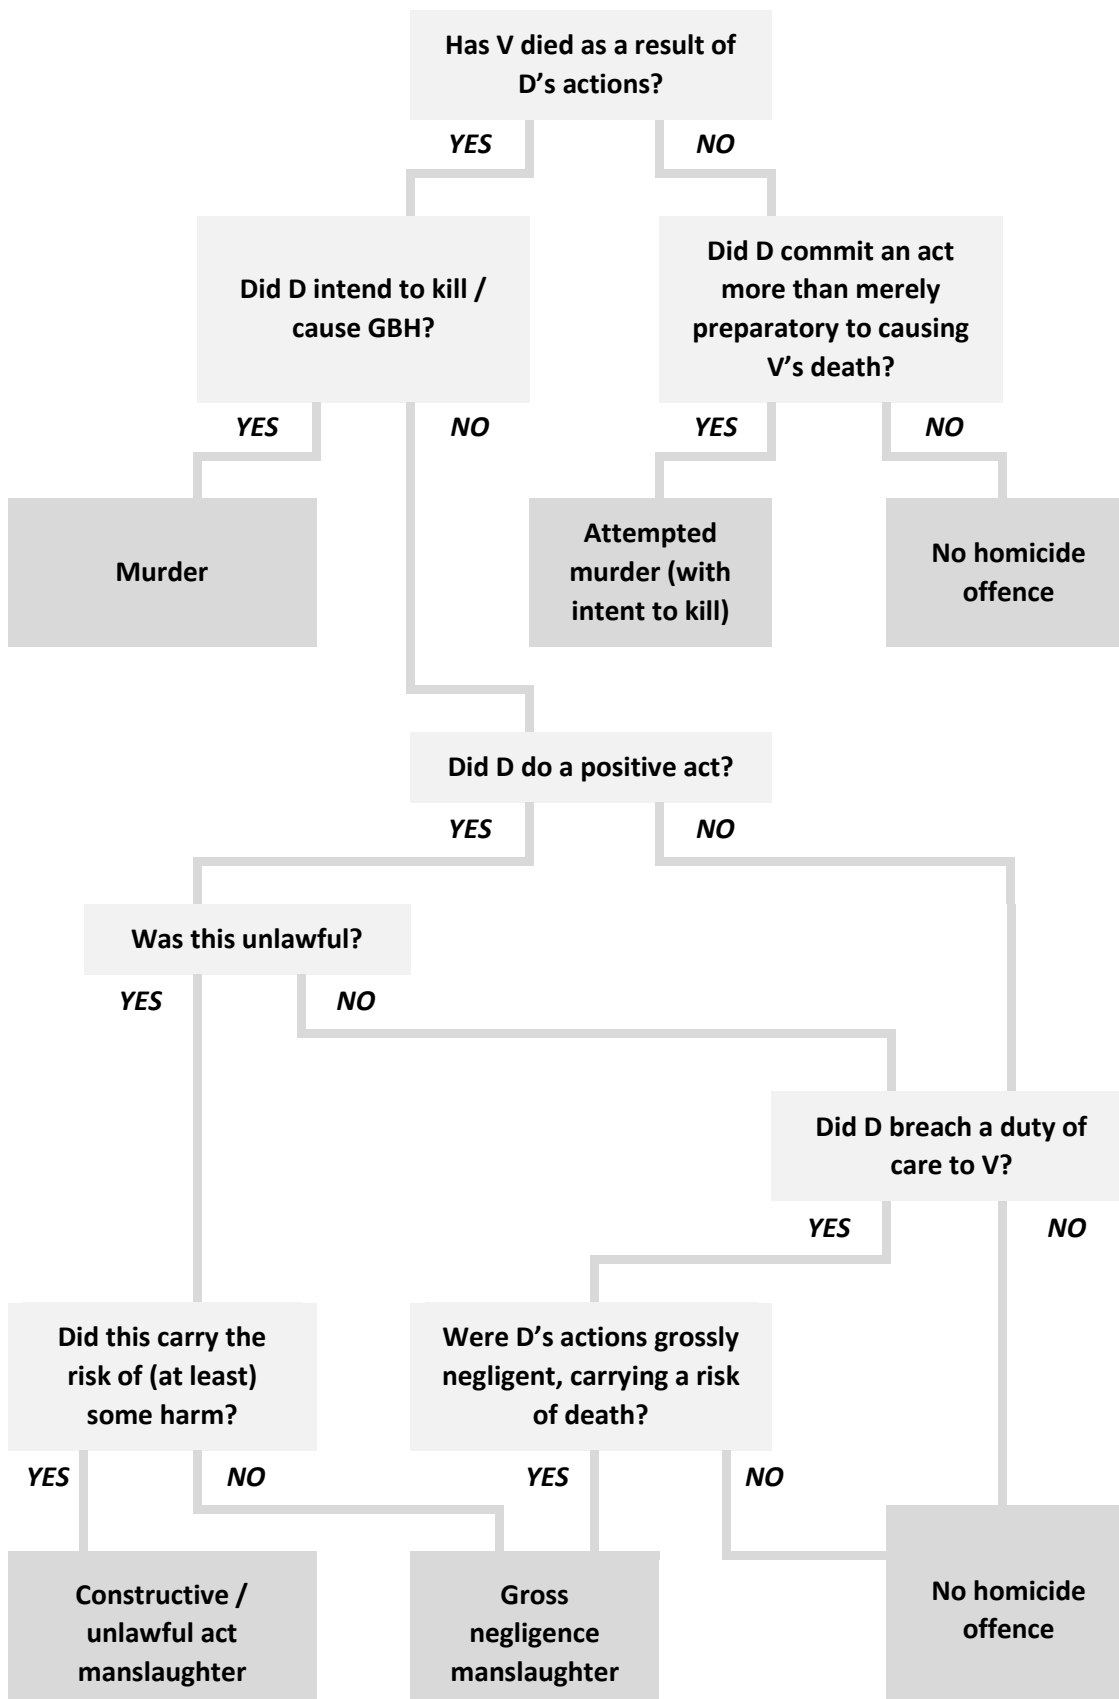 Has V died as a result of
D’s actions?
YES
NO
Did D intend to kill /
cause GBH?
Did D commit an act
more than merely
preparatory to causing
V’s death?
YES
NO
YES
NO
Murder
Attempted
murder (with
intent to kill)
No homicide
offence
Did D do a positive act?
YES
NO
Was this unlawful?
YES
NO
Did D breach a duty of
care to V?
YES
NO
Did this carry the
risk of (at least)
some harm?
Were D’s actions grossly
negligent, carrying a risk
of death?
YES
NO
YES
NO
Constructive /
unlawful act
manslaughter
Gross
negligence
manslaughter
No homicide
offence